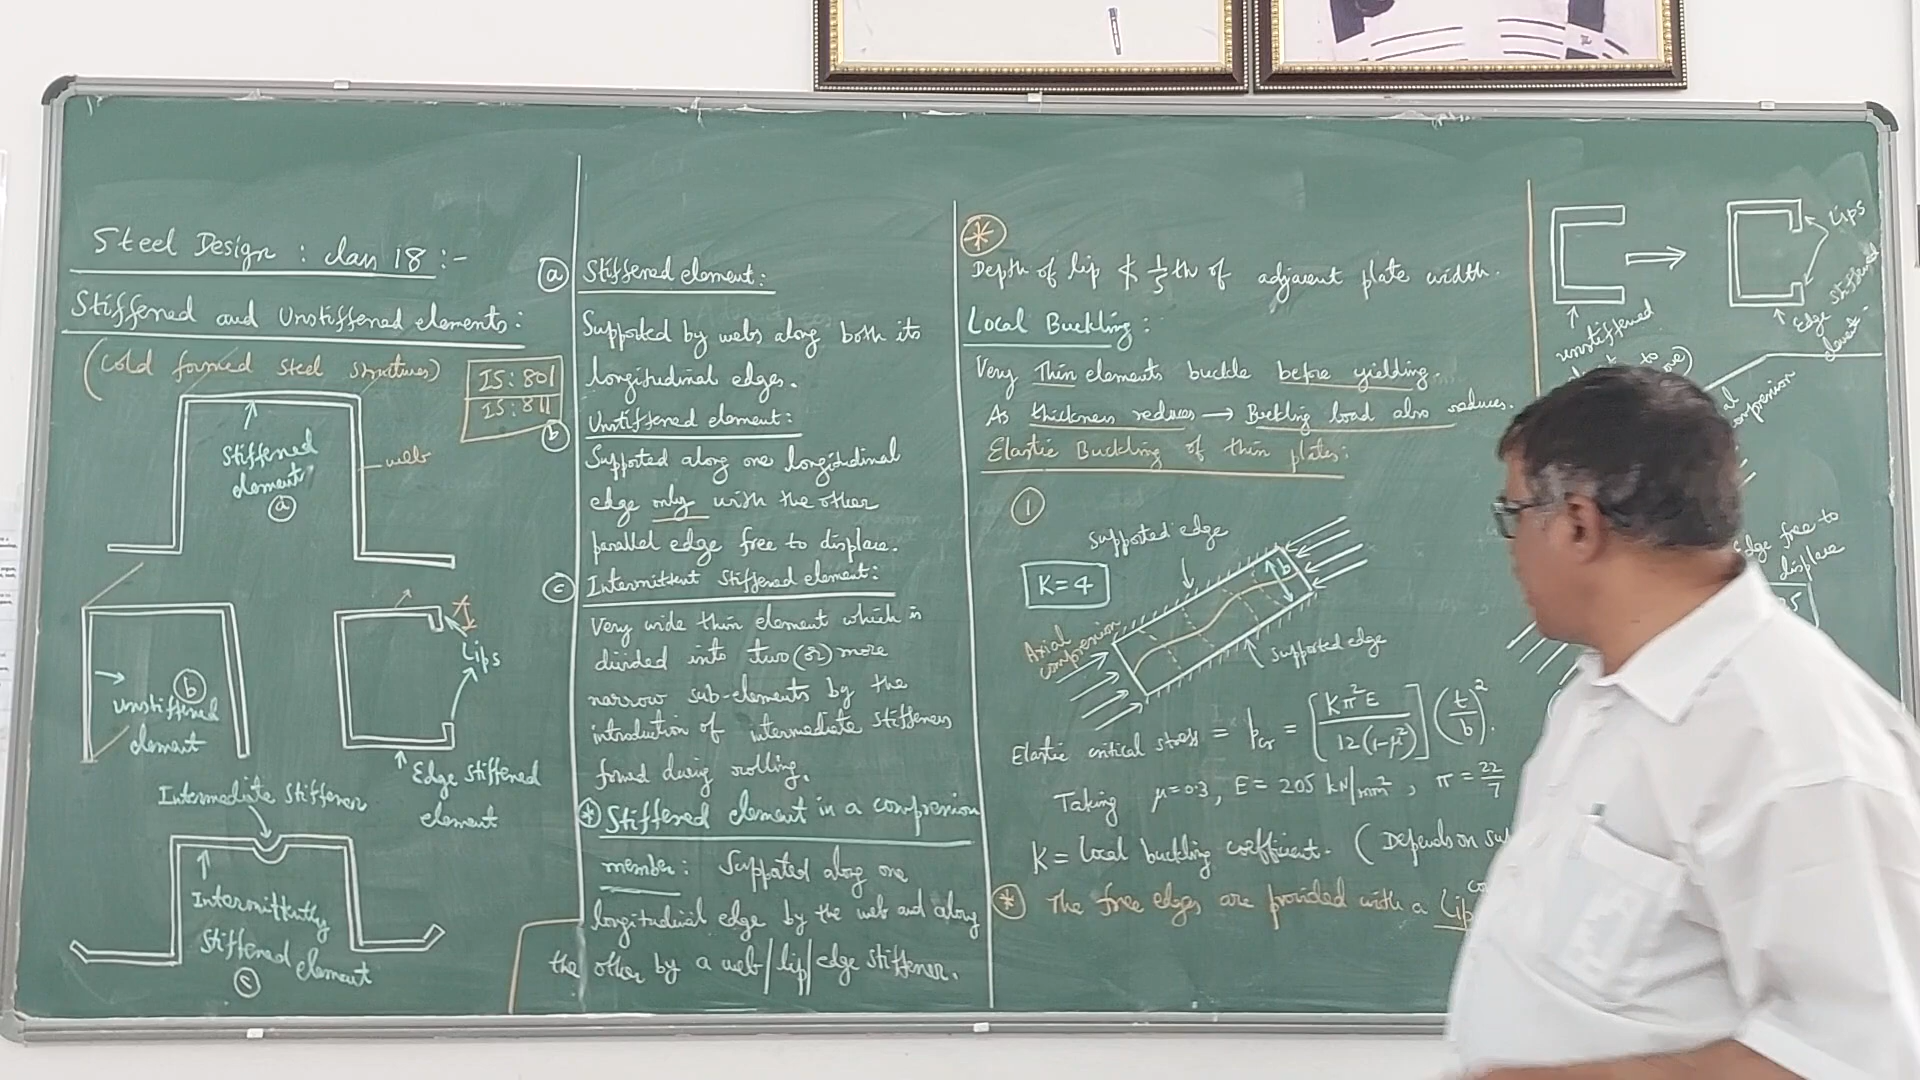 Steel Design : class 18 :-
Stiffened and Unstiffened elements :
(Cold formed steel structures)
IS: 801
IS: 811
Stiffened
element
(a)
web
(b)
unstiffened
element
Lips
Edge stiffened
element
Intermediate stiffener
Intermittently
stiffened element
(c)
(a) Stiffened element:
Supported by webs along both its
longitudinal edges.
(b) Unstiffened element:
Supported along one longitudinal
edge only with the other
parallel edge free to displace.
(c) Intermittent stiffened element:
Very wide thin element which is
divided into two (or) more
narrow sub-elements by the
introduction of intermediate stiffeners
formed during rolling.
* Stiffened element in a compression
member: Supported along one
longitudinal edge by the web and along
the other by a web/lip/edge stiffener.
*
Depth of lip ≮ 1/5 th of adjacent plate width.
Local Buckling :
Very Thin elements buckle before yielding.
As thickness reduces → Buckling load also reduces.
Elastic Buckling of thin plates:
(1)
Supported edge
K=4
b
Axial
compression
Supported edge
Elastic critical stress = pcr = [Kπ²E / 12(1-μ²)] (t/b)².
Taking μ=0.3, E = 205 kN/mm², π = 22/7
K = Local buckling coefficient. (Depends on
* The free edges are provided with a Lip
Lips
unstiffened
Edge
stiffened
element
compression
Edge free to
displace